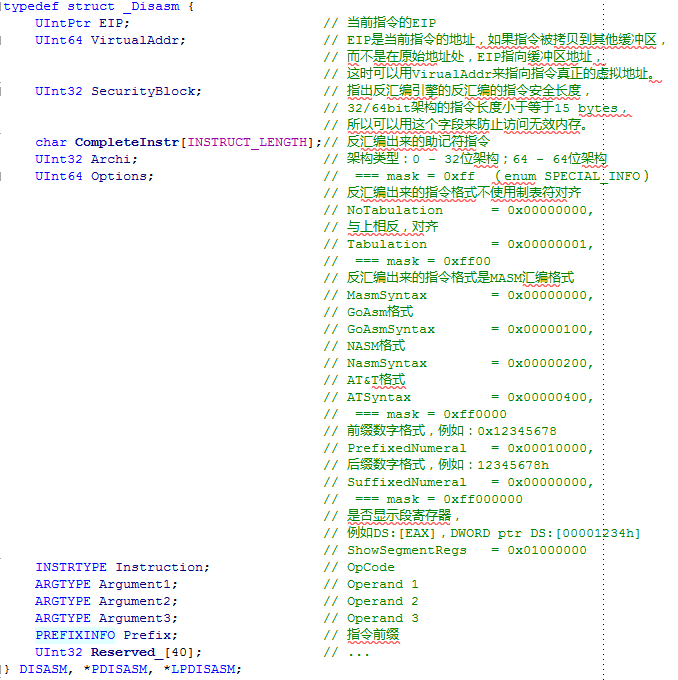 typedef struct _Disasm {
    UIntPtr EIP;                        // 当前指令的EIP
    UInt64 VirtualAddr;                 // EIP是当前指令的地址，如果指令被拷贝到其他缓冲区，
                                        // 而不是在原始地址处，EIP指向缓冲区地址，
                                        // 这时可以用VirualAddr来指向指令真正的虚拟地址。
    UInt32 SecurityBlock;               // 指出反汇编引擎的反汇编的指令安全长度，
                                        // 32/64bit架构的指令长度小于等于15 bytes，
                                        // 所以可以用这个字段来防止访问无效内存。
    char CompleteInstr[INSTRUCT_LENGTH];// 反汇编出来的助记符指令
    UInt32 Archi;                       // 架构类型：0 - 32位架构；64 - 64位架构
    UInt64 Options;                     //  === mask = 0xff  （enum SPECIAL_INFO）
                                        // 反汇编出来的指令格式不使用制表符对齐
                                        // NoTabulation      = 0x00000000,
                                        // 与上相反，对齐
                                        // Tabulation        = 0x00000001,
                                        //  === mask = 0xff00
                                        // 反汇编出来的指令格式是MASM汇编格式
                                        // MasmSyntax        = 0x00000000,
                                        // GoAsm格式
                                        // GoAsmSyntax       = 0x00000100,
                                        // NASM格式
                                        // NasmSyntax        = 0x00000200,
                                        // AT&T格式
                                        // ATSyntax          = 0x00000400,
                                        //  === mask = 0xff0000
                                        // 前缀数字格式，例如：0x12345678
                                        // PrefixedNumeral   = 0x00010000,
                                        // 后缀数字格式，例如：12345678h
                                        // SuffixedNumeral   = 0x00000000,
                                        //  === mask = 0xff000000
                                        // 是否显示段寄存器，
                                        // 例如DS:[EAX]，DWORD ptr DS:[00001234h]
                                        // ShowSegmentRegs   = 0x01000000
    INSTRTYPE Instruction;              // OpCode
    ARGTYPE Argument1;                  // Operand 1
    ARGTYPE Argument2;                  // Operand 2
    ARGTYPE Argument3;                  // Operand 3
    PREFIXINFO Prefix;                  // 指令前缀
    UInt32 Reserved_[40];               // ...
} DISASM, *PDISASM, *LPDISASM;